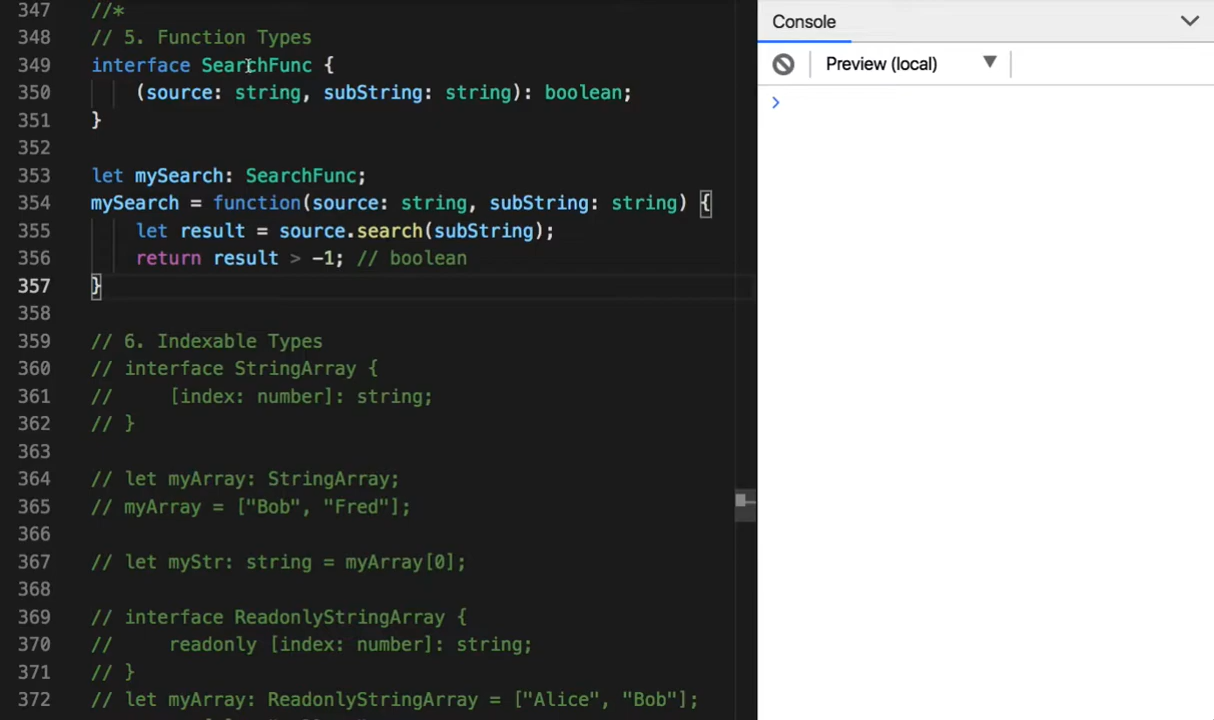 347 //*
348 // 5. Function Types
349 interface SearchFunc {
350 (source: string, subString: string): boolean;
351 }
352
353 let mySearch: SearchFunc;
354 mySearch = function(source: string, subString: string) {
355 let result = source.search(subString);
356 return result > -1; // boolean
357 }
358
359 // 6. Indexable Types
360 // interface StringArray {
361 // [index: number]: string;
362 // }
363
364 // let myArray: StringArray;
365 // myArray = ["Bob", "Fred"];
366
367 // let myStr: string = myArray[0];
368
369 // interface ReadonlyStringArray {
370 // readonly [index: number]: string;
371 // }
372 // let myArray: ReadonlyStringArray = ["Alice", "Bob"];
Console
Preview (local) ▼
>